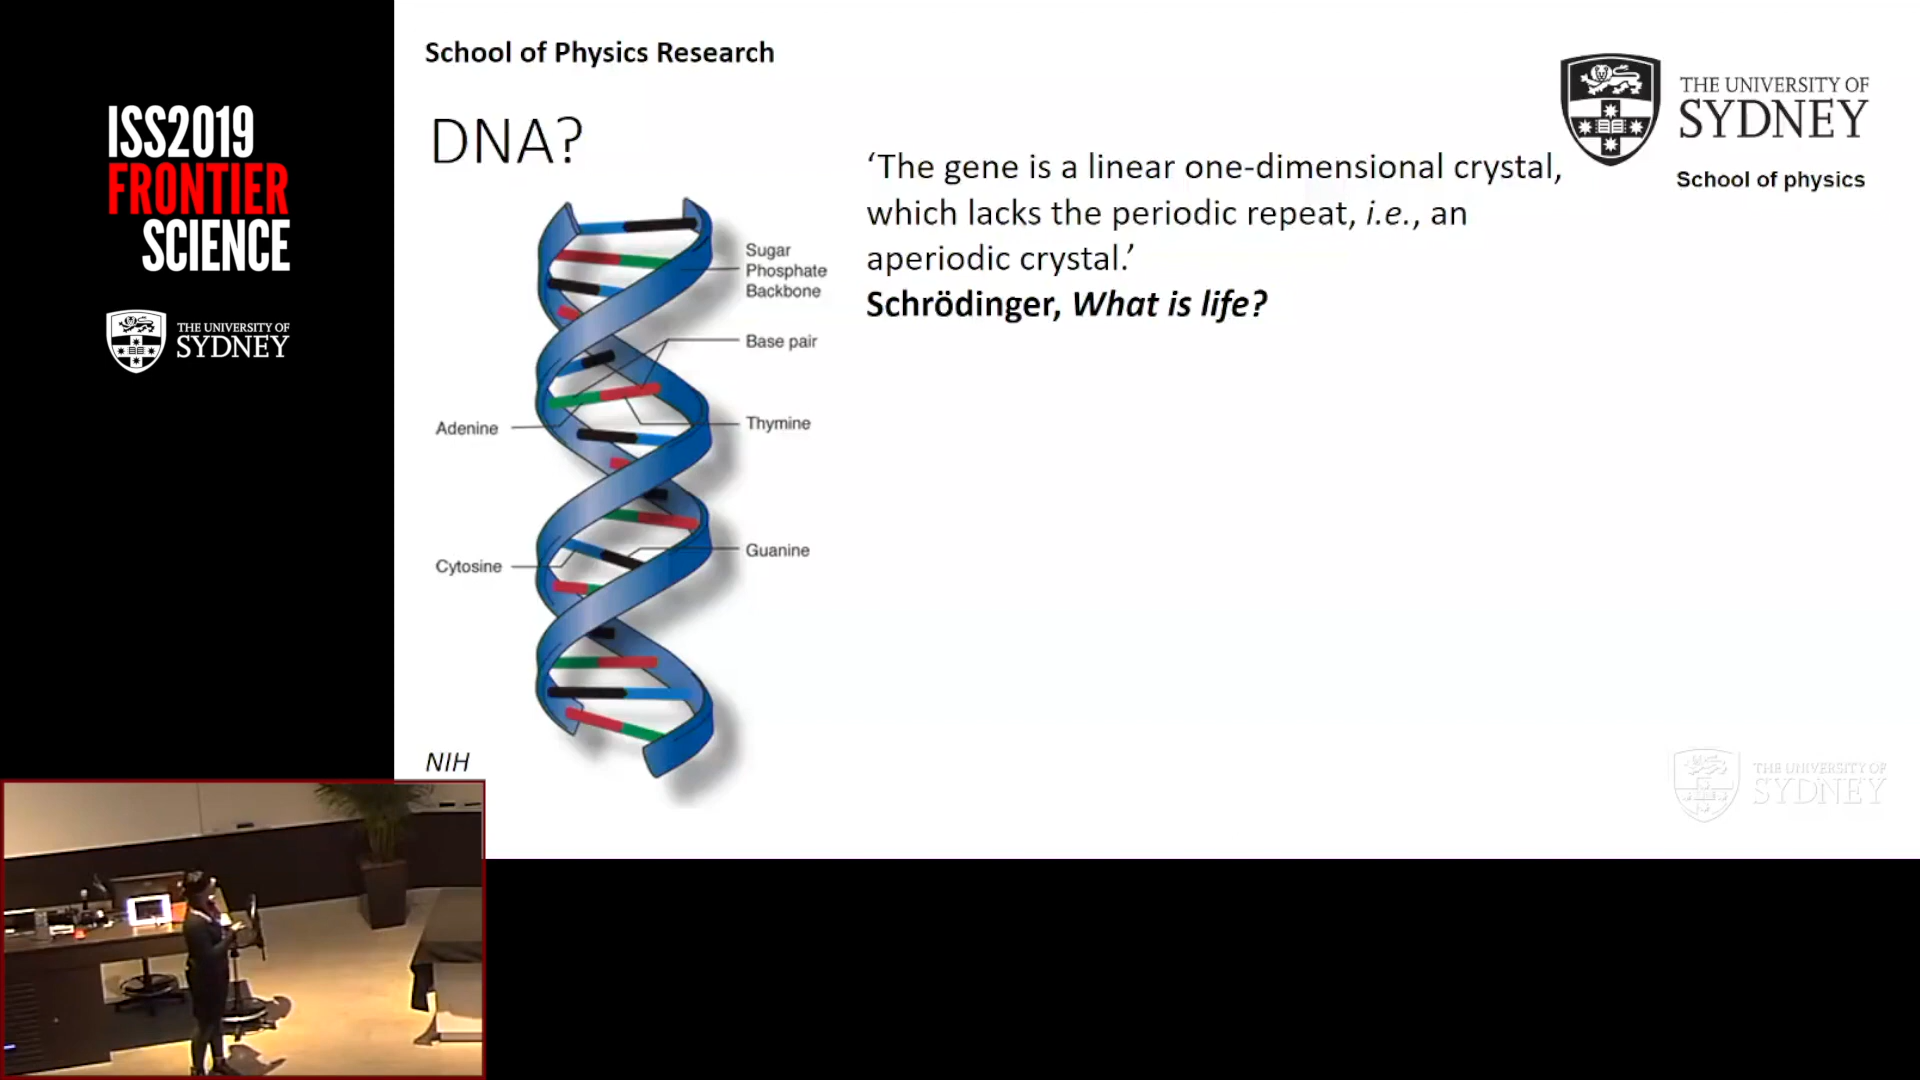 ISS2019
FRONTIER
SCIENCE
THE UNIVERSITY OF
SYDNEY
School of Physics Research
THE UNIVERSITY OF
SYDNEY
School of physics
DNA?
‘The gene is a linear one-dimensional crystal,
which lacks the periodic repeat, i.e., an
aperiodic crystal.’
Schrödinger, What is life?
Sugar
Phosphate
Backbone
Base pair
Adenine
Thymine
Cytosine
Guanine
NIH
THE UNIVERSITY OF
SYDNEY